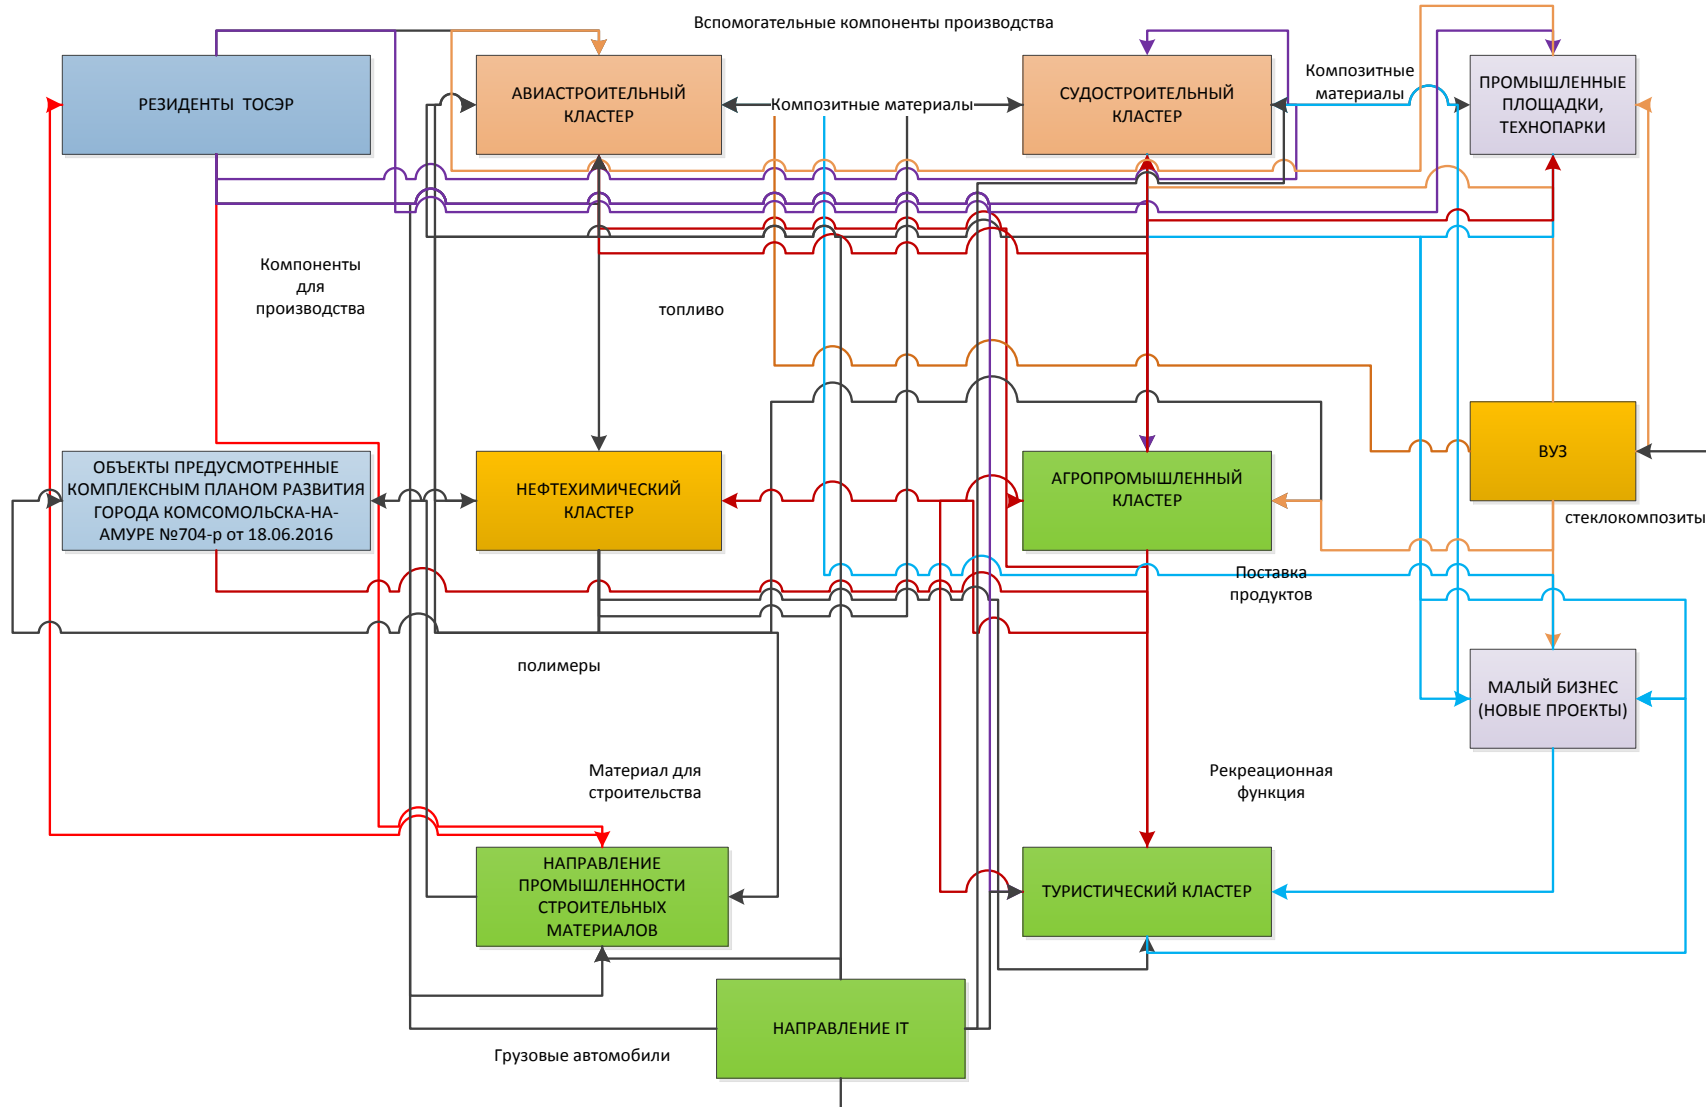 Вспомогательные компоненты производства
РЕЗИДЕНТЫ ТОСЭР
АВИАСТРОИТЕЛЬНЫЙ
КЛАСТЕР
Композитные материалы
СУДОСТРОИТЕЛЬНЫЙ
КЛАСТЕР
Композитные
материалы
ПРОМЫШЛЕННЫЕ
ПЛОЩАДКИ,
ТЕХНОПАРКИ
Компоненты
для
производства
топливо
ОБЪЕКТЫ ПРЕДУСМОТРЕННЫЕ
КОМПЛЕКСНЫМ ПЛАНОМ РАЗВИТИЯ
ГОРОДА КОМСОМОЛЬСКА-НА-
АМУРЕ №704-р от 18.06.2016
НЕФТЕХИМИЧЕСКИЙ
КЛАСТЕР
АГРОПРОМЫШЛЕННЫЙ
КЛАСТЕР
ВУЗ
стеклокомпозиты
Поставка
продуктов
полимеры
МАЛЫЙ БИЗНЕС
(НОВЫЕ ПРОЕКТЫ)
Материал для
строительства
Рекреационная
функция
НАПРАВЛЕНИЕ
ПРОМЫШЛЕННОСТИ
СТРОИТЕЛЬНЫХ
МАТЕРИАЛОВ
ТУРИСТИЧЕСКИЙ КЛАСТЕР
НАПРАВЛЕНИЕ IT
Грузовые автомобили